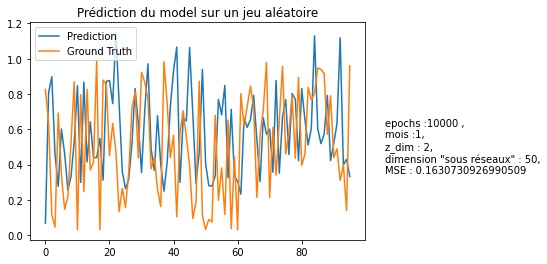 Prédiction du model sur un jeu aléatoire
Prediction
Ground Truth
1.2
1.0
0.8
0.6
0.4
0.2
0.0
0 20 40 60 80
epochs :10000 ,
mois :1,
z_dim : 2,
dimension "sous réseaux" : 50,
MSE : 0.1630730926990509